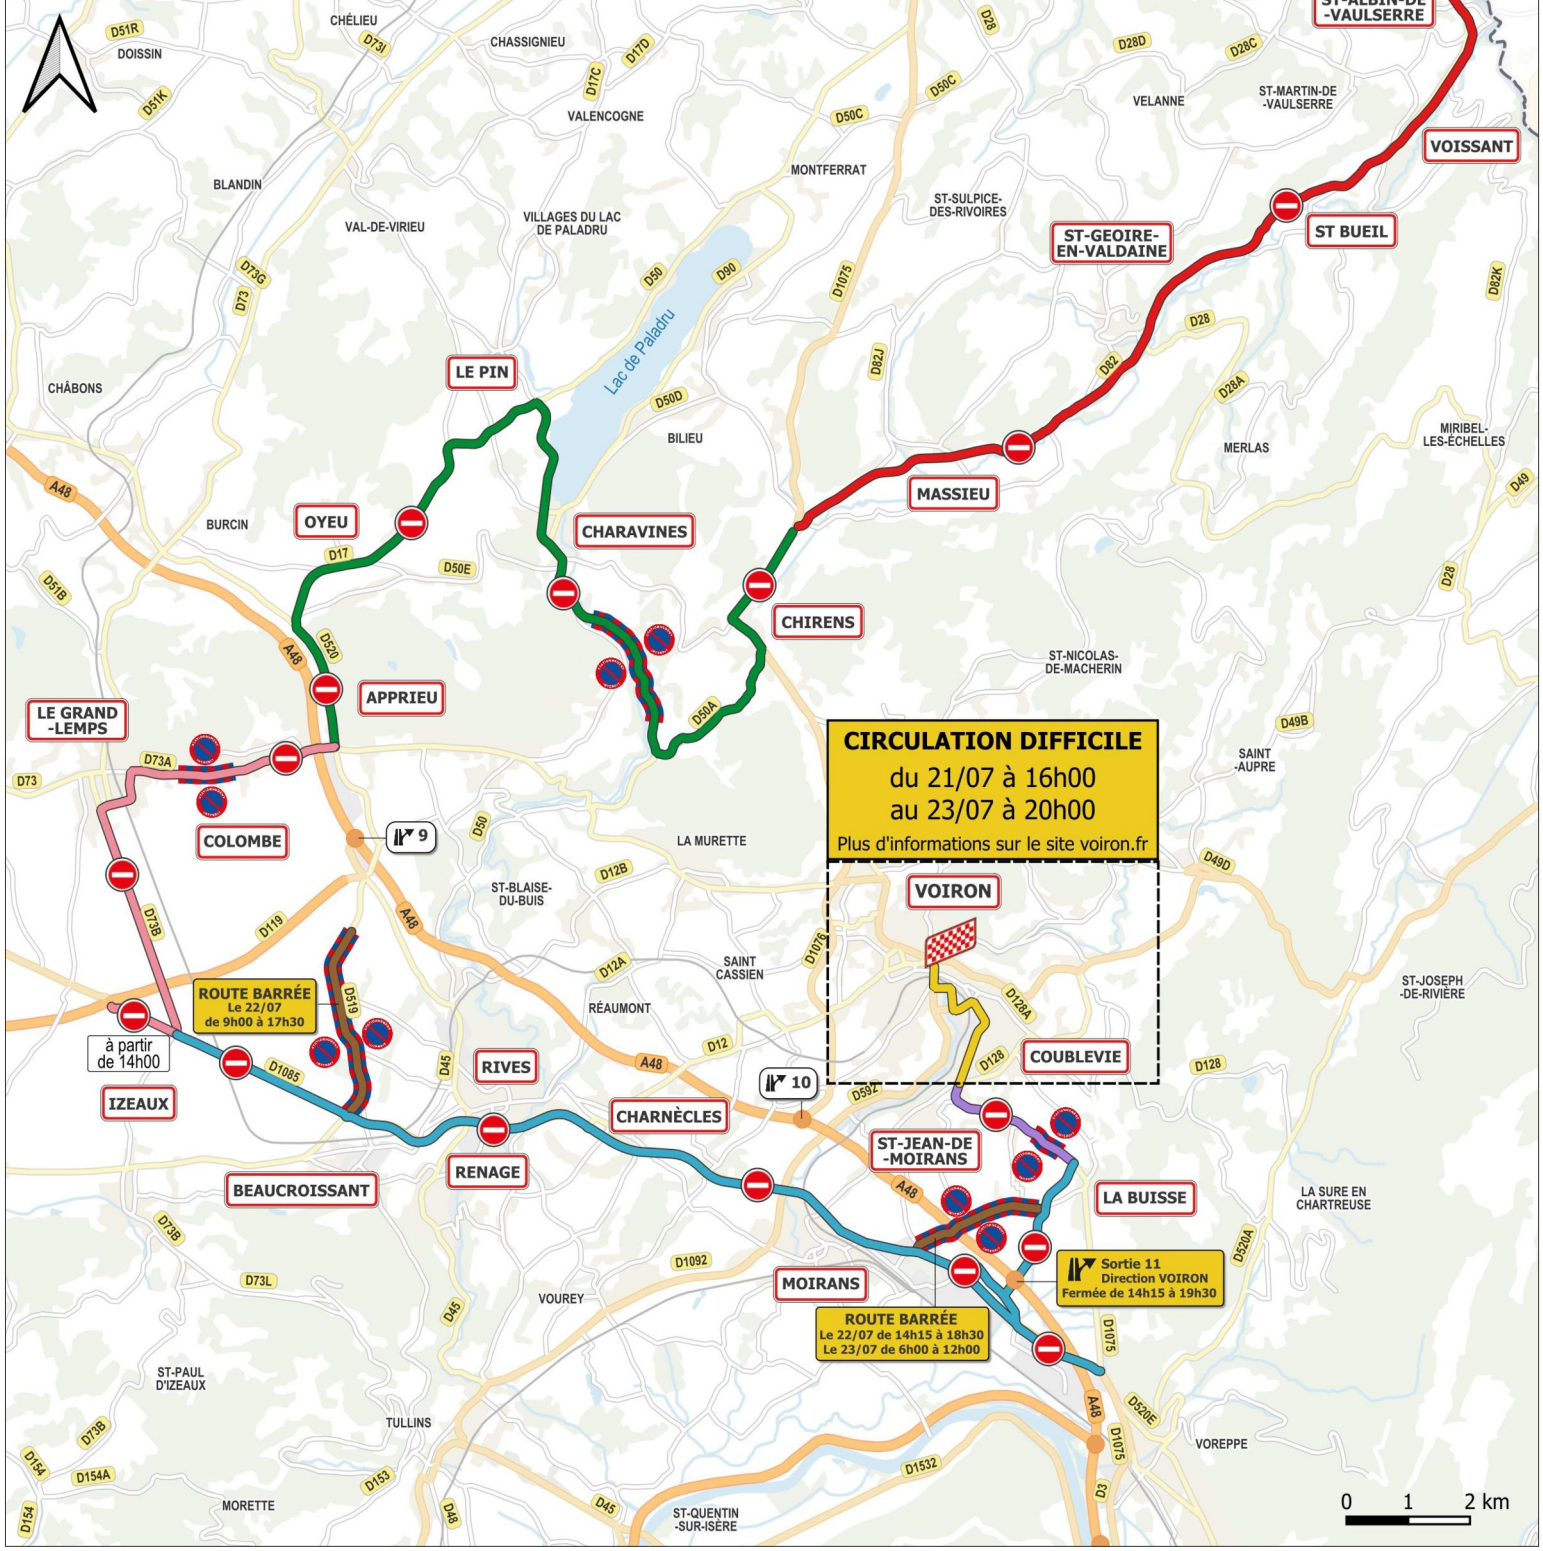 ST-ALBIN-DE
-VAULSERRE
D51R
DOISSIN
CHÉLIEU
D73I
CHASSIGNIEU
D17D
D17C
D28
D28D
D28C
D51K
VALENCOGNE
D50C
D50C
VELANNE
ST-MARTIN-DE
-VAULSERRE
VOISSANT
BLANDIN
MONTFERRAT
VAL-DE-VIRIEU
VILLAGES DU LAC
DE PALADRU
ST-SULPICE-
DES-RIVOIRES
ST BUEIL
ST-GEOIRE-
EN-VALDAINE
D73G
D73
D50
D90
D1075
D82K
Lac de Paladru
D28
D82J
D82
LE PIN
CHÂBONS
D50D
D28A
BILIEU
MERLAS
MIRIBEL-
LES-ÉCHELLES
A48
D49
MASSIEU
BURCIN
OYEU
CHARAVINES
D17
D50E
D51B
D28
CHIRENS
D520
A48
ST-NICOLAS-
DE-MACHERIN
APPRIEU
LE GRAND
-LEMPS
D50A
D49B
CIRCULATION DIFFICILE
du 21/07 à 16h00
au 23/07 à 20h00
Plus d'informations sur le site voiron.fr
SAINT
-AUPRE
D73A
D73
COLOMBE
9
D50
LA MURETTE
D12B
D49D
ST-BLAISE-
DU-BUIS
VOIRON
D73B
D119
A48
D1076
D12A
SAINT
CASSIEN
ST-JOSEPH
-DE-RIVIÈRE
ROUTE BARRÉE
Le 22/07
de 9h00 à 17h30
D519
RÉAUMONT
D128A
à partir
de 14h00
D12
D1085
D45
RIVES
A48
10
D592
D128
COUBLEVIE
D128
IZEAUX
CHARNÈCLES
ST-JEAN-DE
-MOIRANS
BEAUCROISSANT
RENAGE
A48
LA BUISSE
LA SURE EN
CHARTREUSE
D73B
D1092
D520A
D73L
MOIRANS
Sortie 11
Direction VOIRON
Fermée de 14h15 à 19h30
D45
VOUREY
ROUTE BARRÉE
Le 22/07 de 14h15 à 18h30
Le 23/07 de 6h00 à 12h00
D1075
ST-PAUL
D'IZEAUX
TULLINS
A48
D520E
D73B
D1075
VOREPPE
D154
D154A
D153
D1532
D3
MORETTE
D48
D45
ST-QUENTIN
-SUR-ISÈRE
D154
0 1 2 km